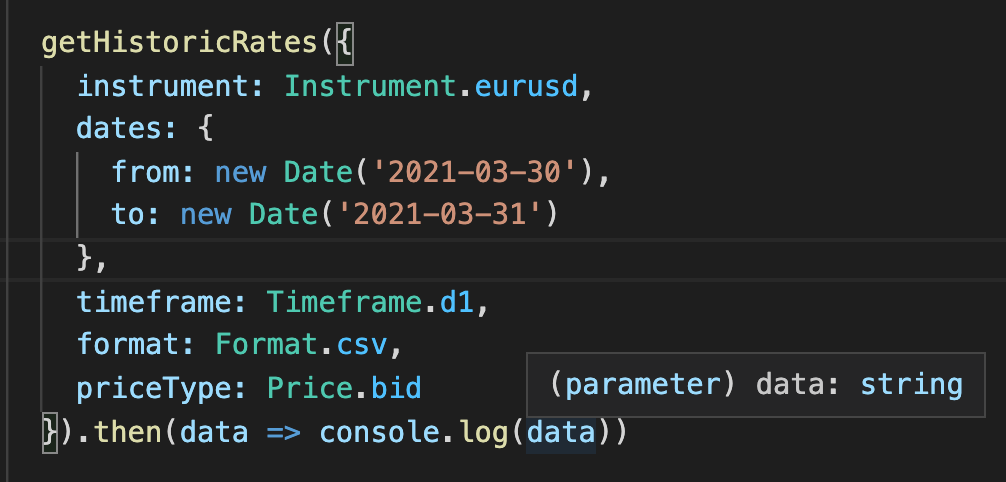 getHistoricRates({
instrument: Instrument.eurusd,
dates: {
from: new Date('2021-03-30'),
to: new Date('2021-03-31')
},
timeframe: Timeframe.d1,
format: Format.csv,
priceType: Price.bid
(parameter) data: string
}).then(data => console.log(data))